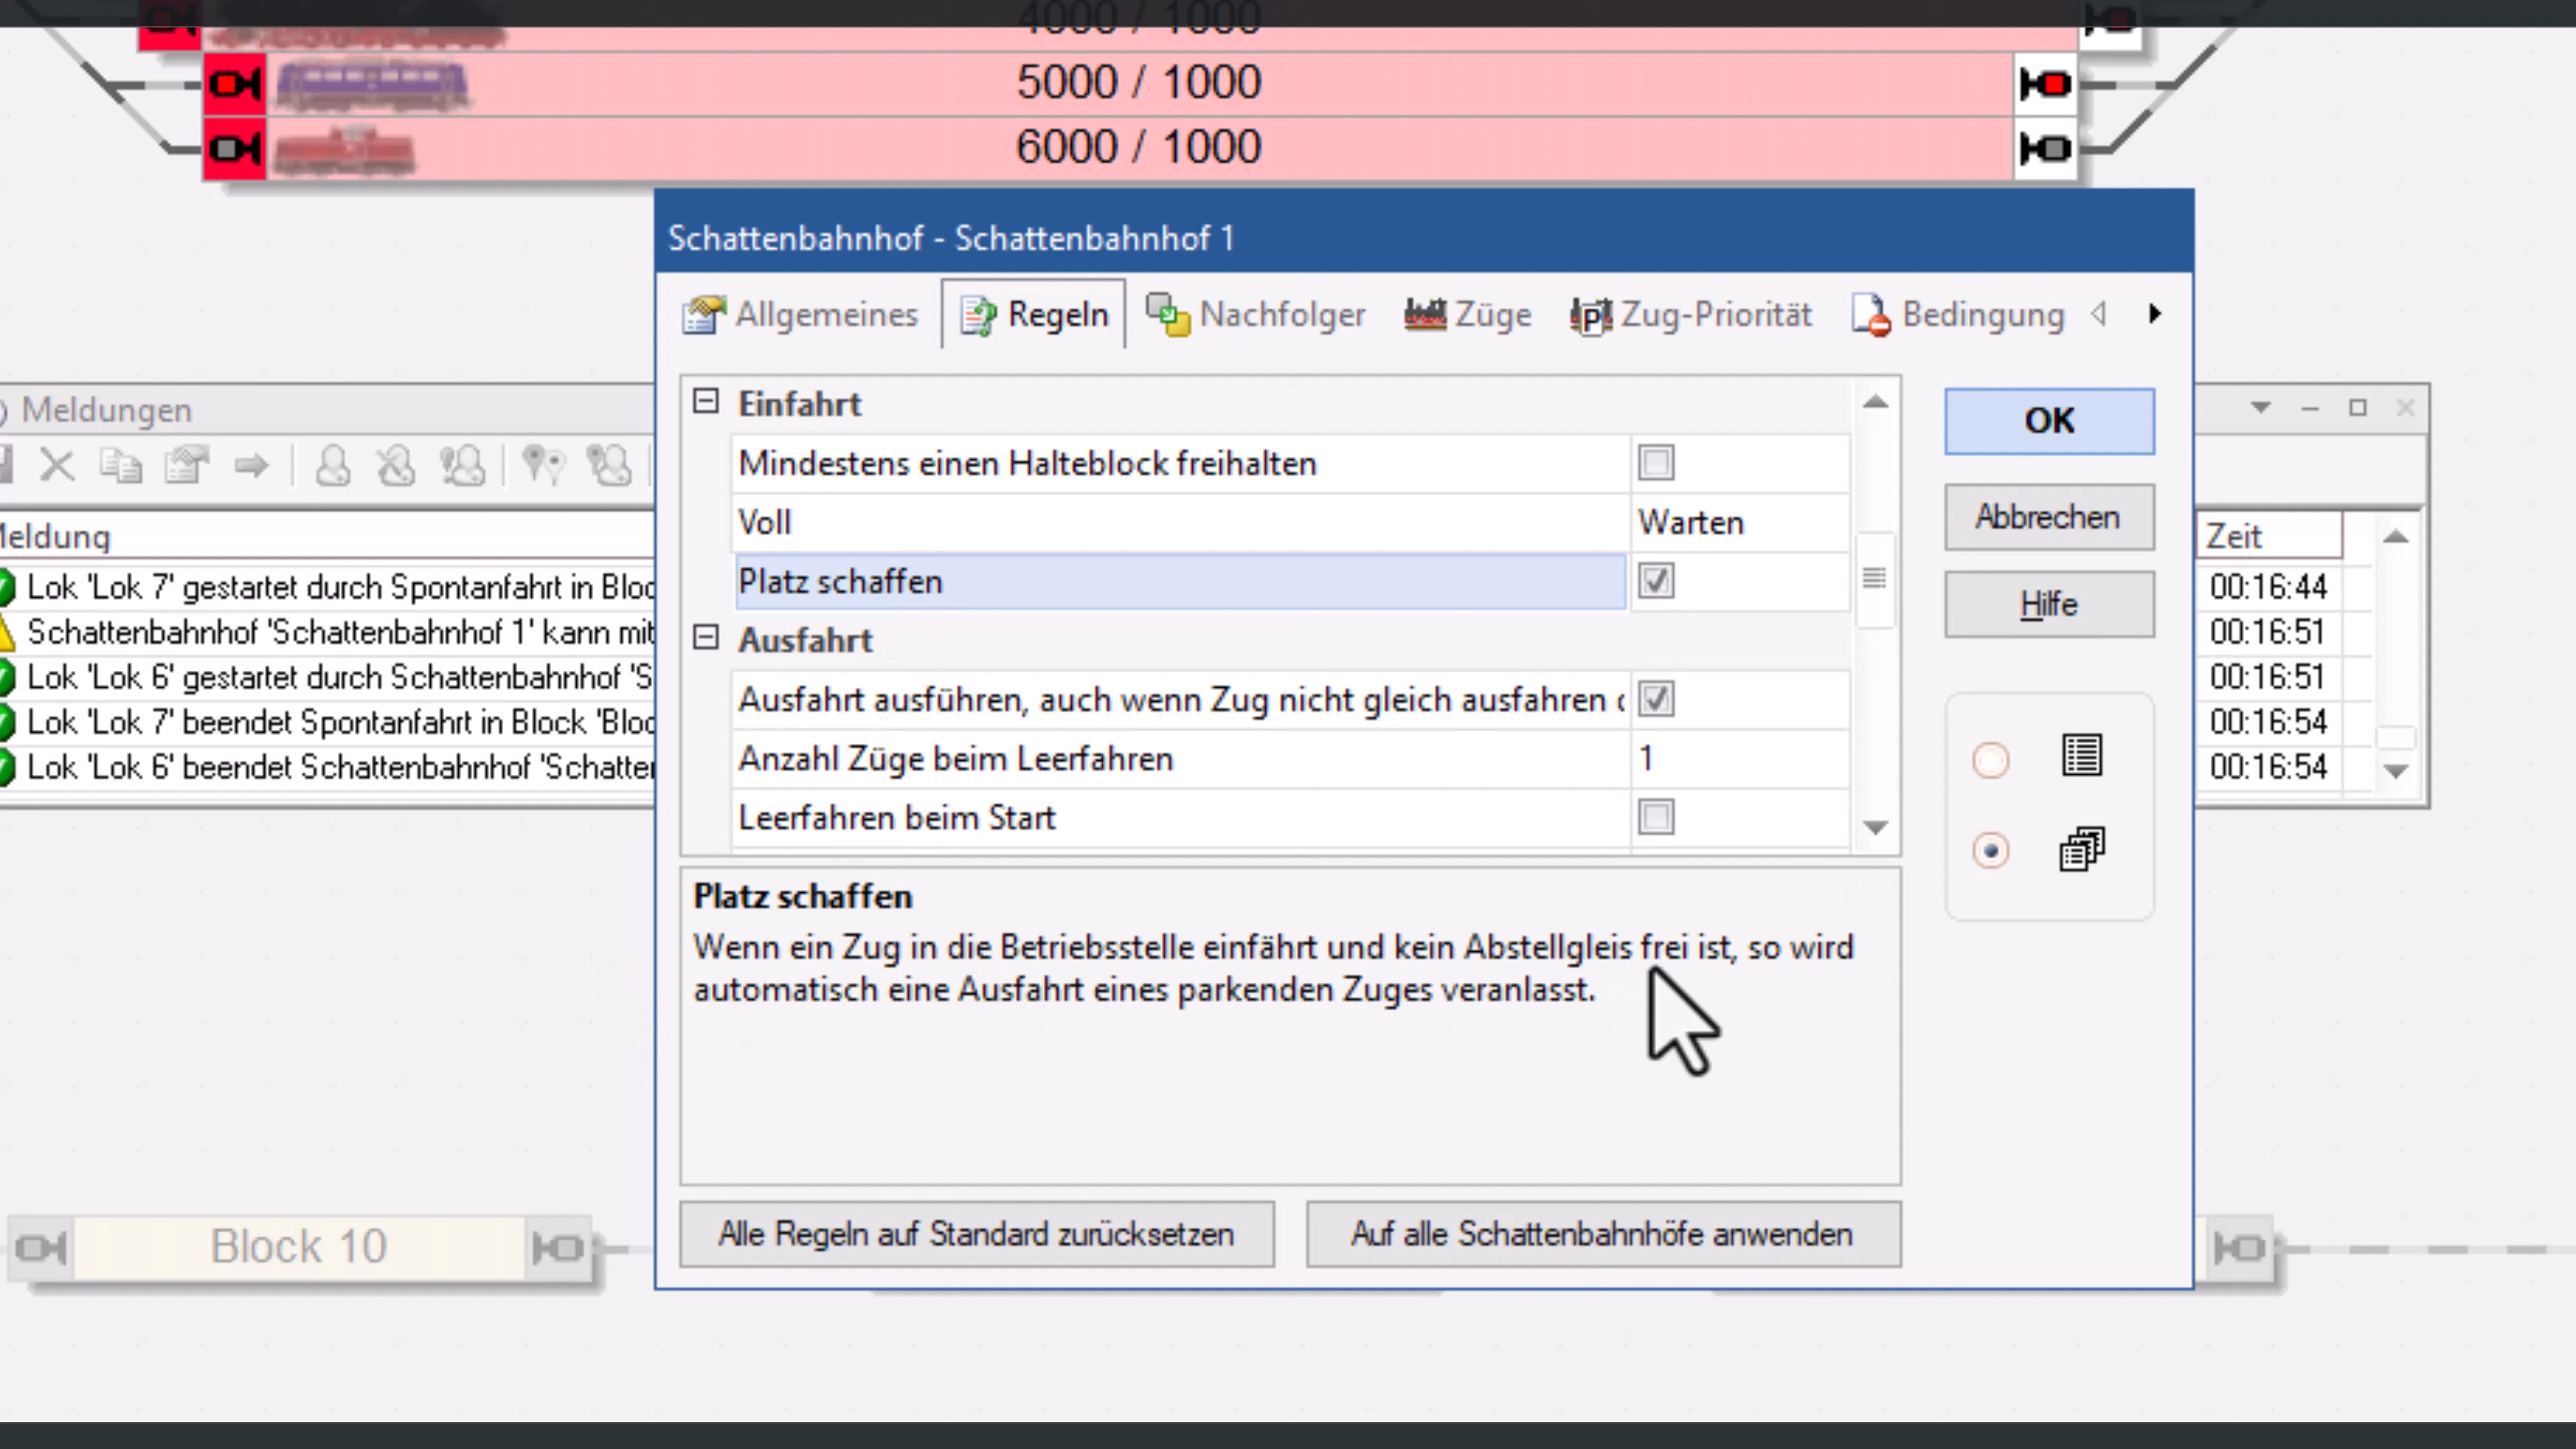 4000 / 1000
5000 / 1000
6000 / 1000
Schattenbahnhof - Schattenbahnhof 1
Allgemeines
Regeln
Nachfolger
Züge
P
Zug-Priorität
Bedingung
Einfahrt
Mindestens einen Halteblock freihalten
Voll
Warten
Platz schaffen
Ausfahrt
Ausfahrt ausführen, auch wenn Zug nicht gleich ausfahren
Anzahl Züge beim Leerfahren
1
Leerfahren beim Start
OK
Abbrechen
Hilfe
Platz schaffen
Wenn ein Zug in die Betriebsstelle einfährt und kein Abstellgleis frei ist, so wird
automatisch eine Ausfahrt eines parkenden Zuges veranlasst.
Alle Regeln auf Standard zurücksetzen
Auf alle Schattenbahnhöfe anwenden
Meldungen
Meldung
Zeit
Lok 'Lok 7' gestartet durch Spontanfahrt in Bloc
00:16:44
Schattenbahnhof 'Schattenbahnhof 1' kann mit
00:16:51
Lok 'Lok 6' gestartet durch Schattenbahnhof 'S
00:16:51
Lok 'Lok 7' beendet Spontanfahrt in Block 'Bloc
00:16:54
Lok 'Lok 6' beendet Schattenbahnhof 'Schatten
00:16:54
Block 10